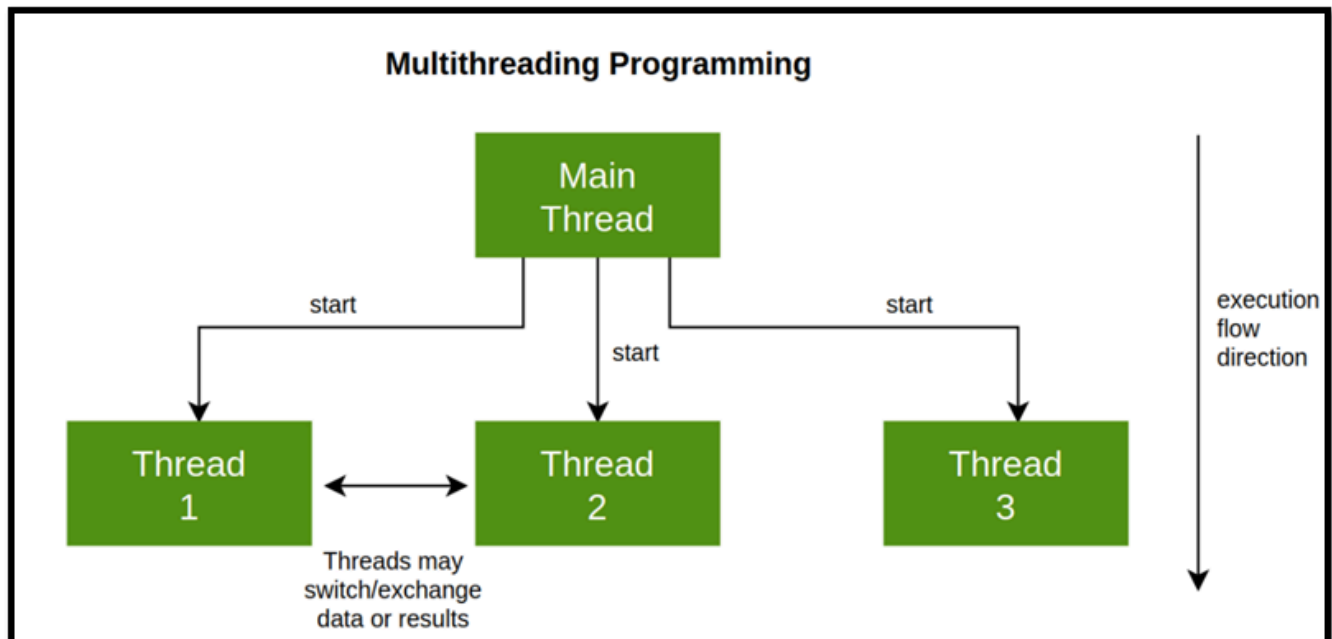 Multithreading Programming
Main
Thread
start
start
start
execution
flow
direction
Thread
1
Thread
2
Thread
3
Threads may
switch/exchange
data or results